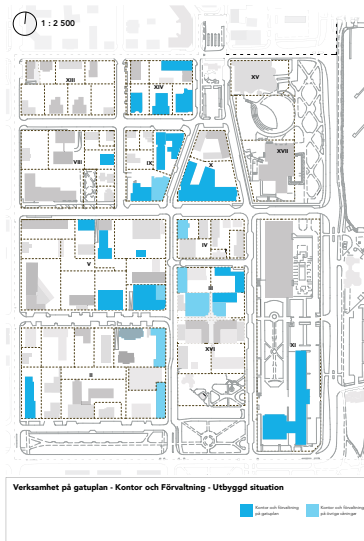 1 : 2 500
XIII
XIV
XV
VIII
IX
X
XVII
V
IV
III
XVI
XI
II
Verksamhet på gatuplan - Kontor och Förvaltning - Utbyggd situation
Kontor och förvaltning
på gatuplan
Kontor och förvaltning
på övriga våningar